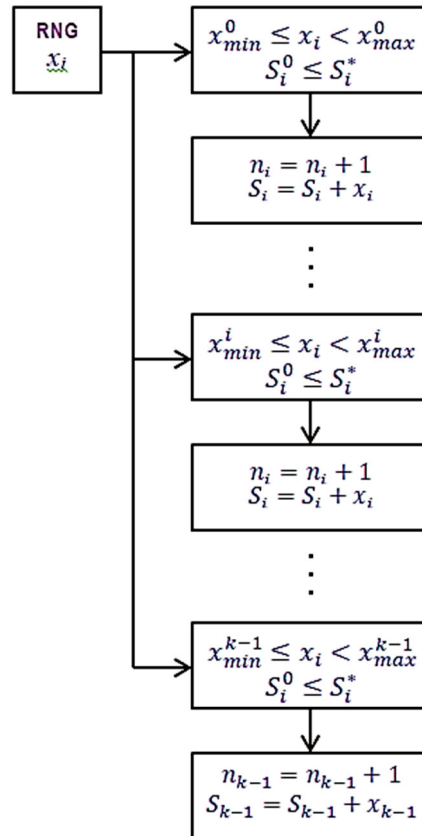 RNG
x_i
x_{min}^0 ≤ x_i < x_{max}^0
S_i^0 ≤ S_i^*
n_i = n_i + 1
S_i = S_i + x_i
⋮
x_{min}^i ≤ x_i < x_{max}^i
S_i^0 ≤ S_i^*
n_i = n_i + 1
S_i = S_i + x_i
⋮
x_{min}^{k-1} ≤ x_i < x_{max}^{k-1}
S_i^0 ≤ S_i^*
n_{k-1} = n_{k-1} + 1
S_{k-1} = S_{k-1} + x_{k-1}